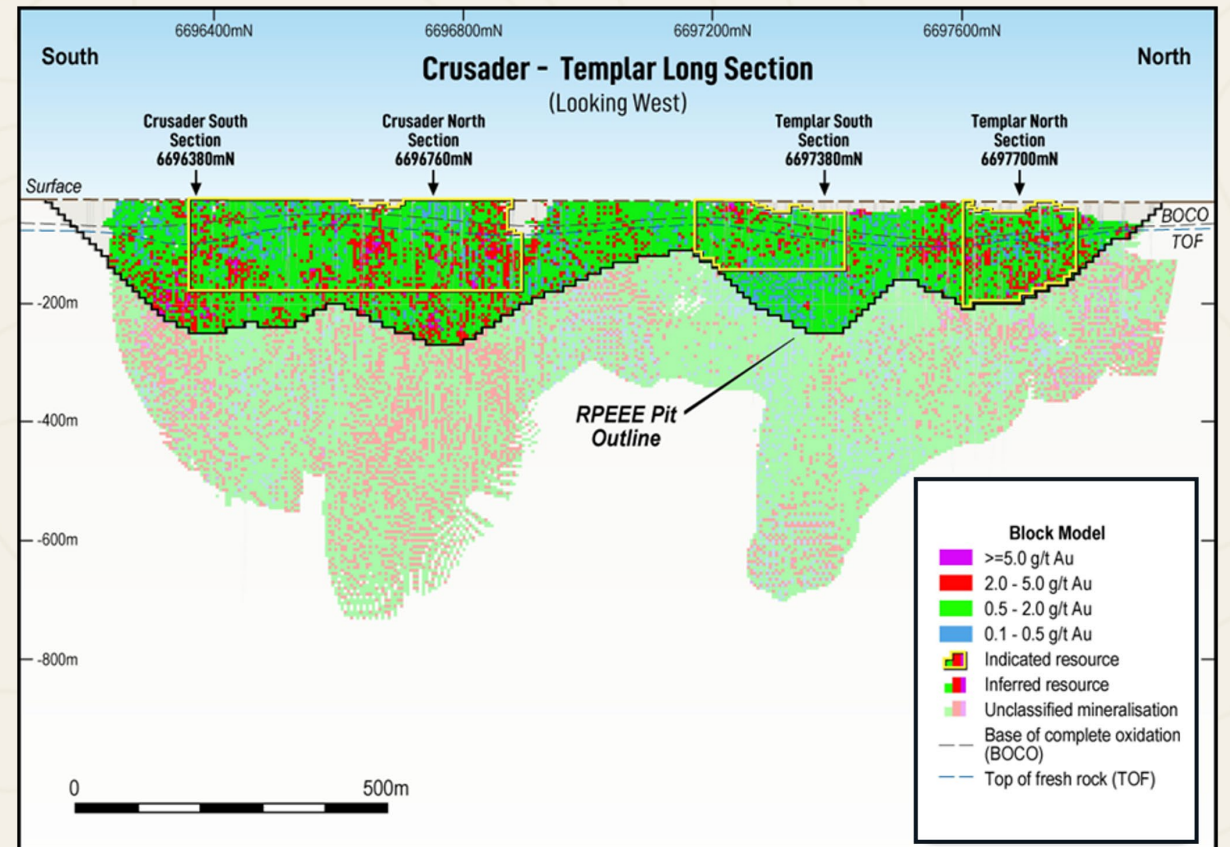 6696400mN 6696800mN 6697200mN 6697600mN
South
North
Crusader - Templar Long Section
(Looking West)
Crusader South
Section
6696380mN
Crusader North
Section
6696760mN
Templar South
Section
6697380mN
Templar North
Section
6697700mN
Surface
BOCO
TOF
-200m
-400m
-600m
-800m
RPEEE Pit
Outline
Block Model
>=5.0 g/t Au
2.0 - 5.0 g/t Au
0.5 - 2.0 g/t Au
0.1 - 0.5 g/t Au
Indicated resource
Inferred resource
Unclassified mineralisation
Base of complete oxidation
(BOCO)
Top of fresh rock (TOF)
0 500m